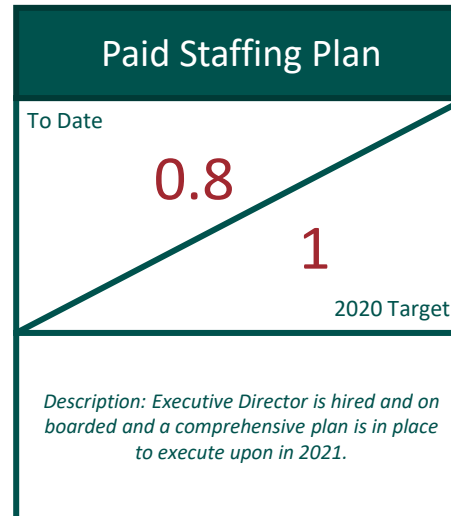 Paid Staffing Plan
To Date
0.8
1
2020 Target
Description: Executive Director is hired and on
boarded and a comprehensive plan is in place
to execute upon in 2021.